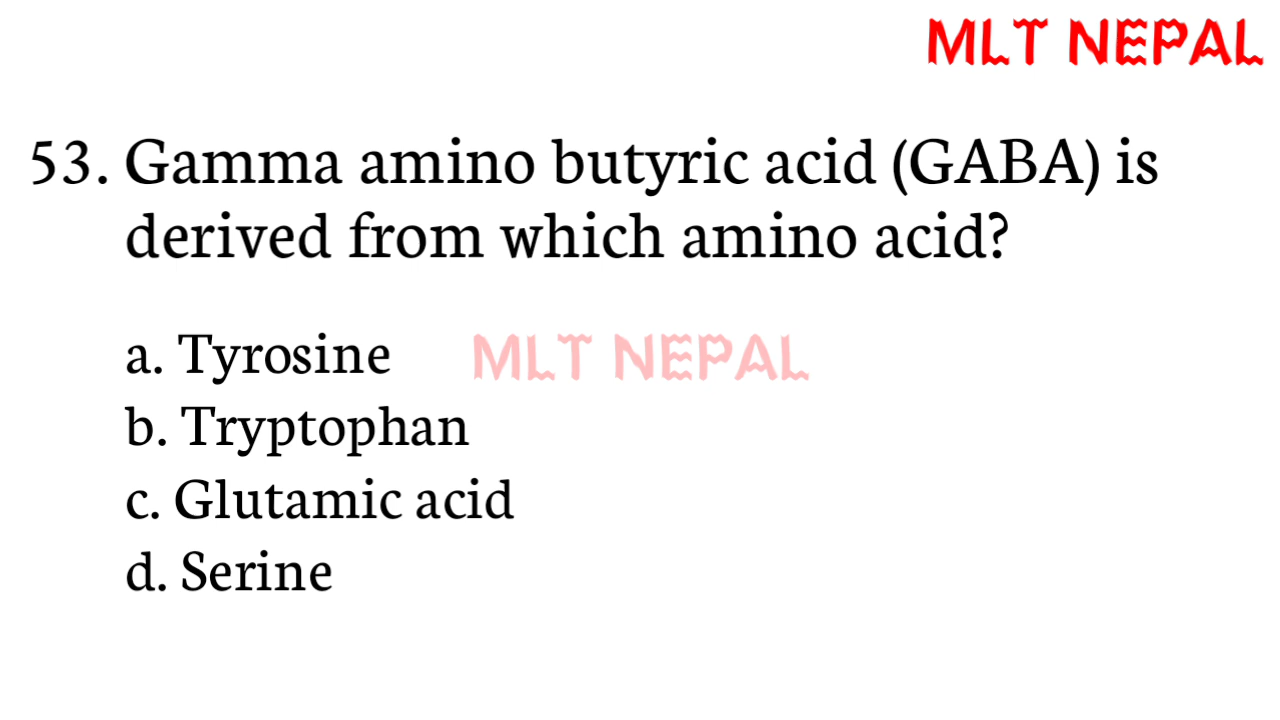 MLT NEPAL
53. Gamma amino butyric acid (GABA) is
derived from which amino acid?
a. Tyrosine
MLT NEPAL
b. Tryptophan
c. Glutamic acid
d. Serine